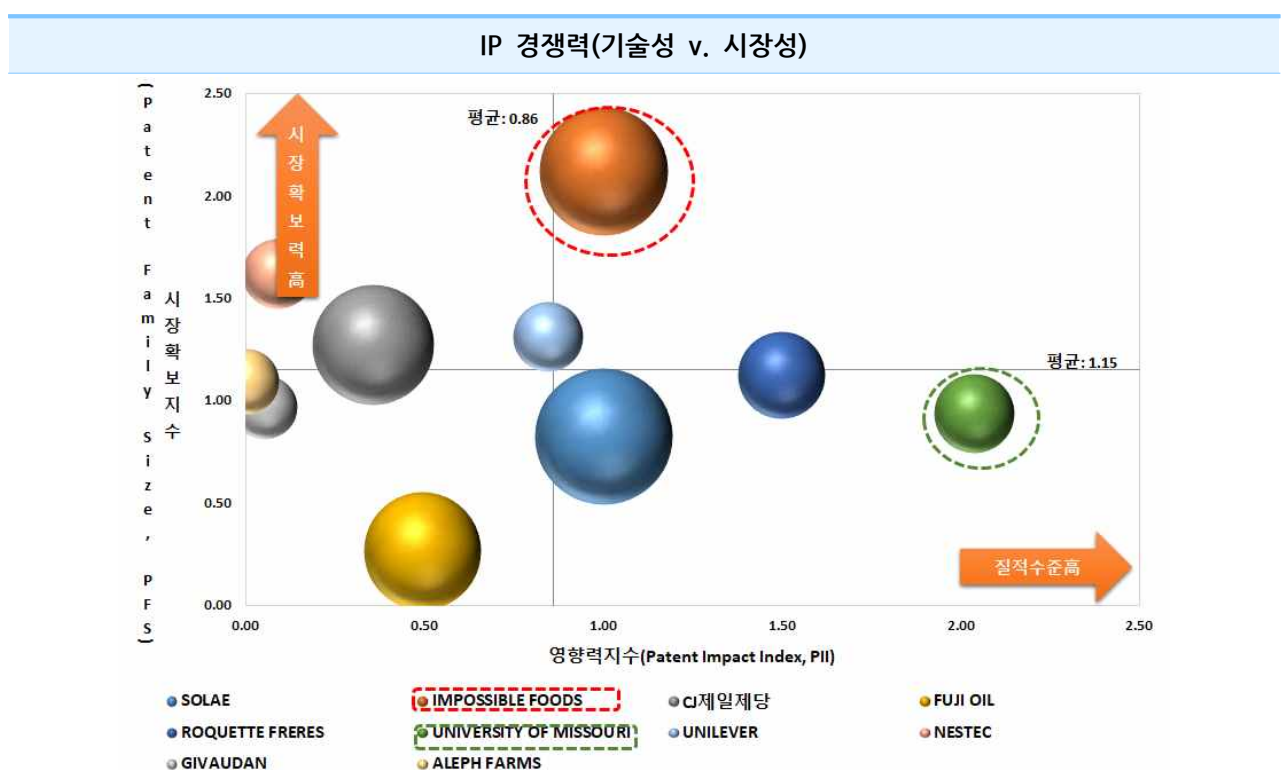 IP 경쟁력(기술성 v. 시장성)
(patent Family Size, PFS)
시장확보지수
2.50
2.00
1.50
1.00
0.50
0.00
시장확보력高
평균: 0.86
평균: 1.15
질적수준高
0.00 0.50 1.00 1.50 2.00 2.50
영향력지수(Patent Impact Index, PII)
SOLAE IMPOSSIBLE FOODS CJ제일제당 FUJI OIL
ROQUETTE FRERES UNIVERSITY OF MISSOURI UNILEVER NESTEC
GIVAUDAN ALEPH FARMS